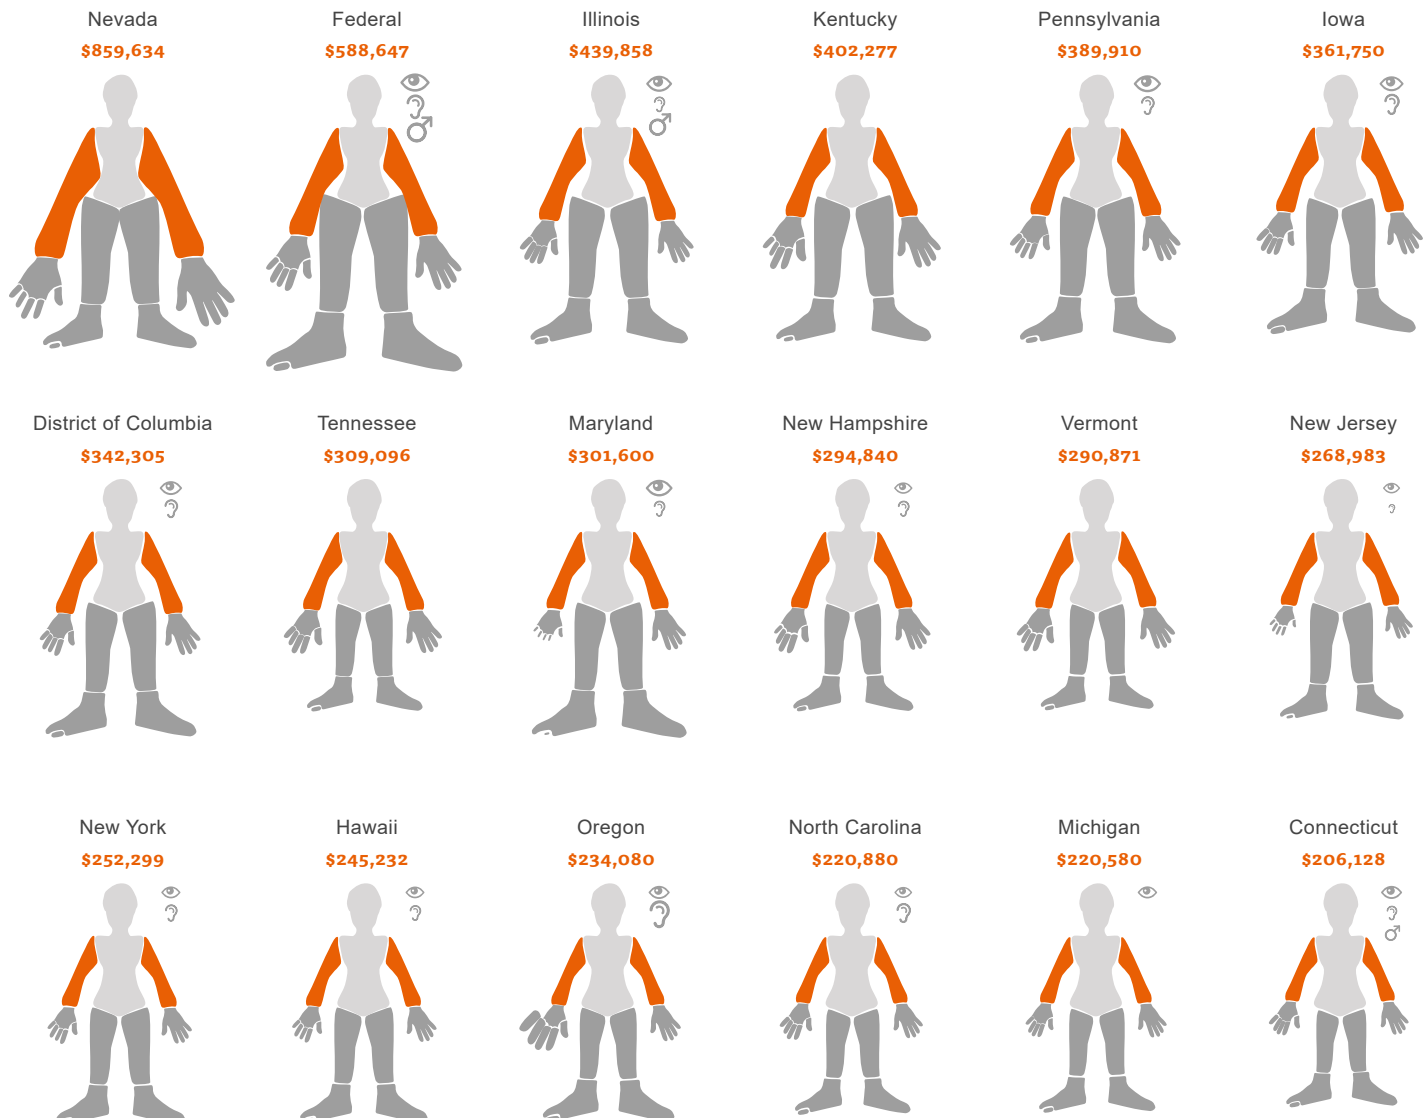 Nevada Federal Illinois Kentucky Pennsylvania Iowa
$859,634 $588,647 $439,858 $402,277 $389,910 $361,750
District of Columbia Tennessee Maryland New Hampshire Vermont New Jersey
$342,305 $309,096 $301,600 $294,840 $290,871 $268,983
New York Hawaii Oregon North Carolina Michigan Connecticut
$252,299 $245,232 $234,080 $220,880 $220,580 $206,128